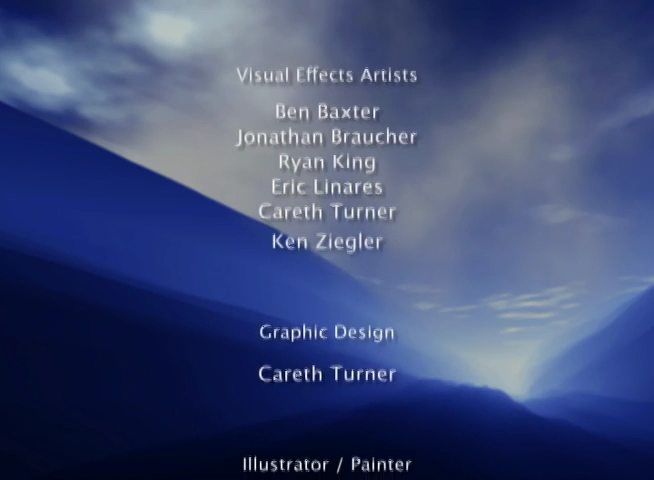 Visual Effects Artists
Ben Baxter
Jonathan Braucher
Ryan King
Eric Linares
Careth Turner
Ken Ziegler
Graphic Design
Careth Turner
Illustrator / Painter